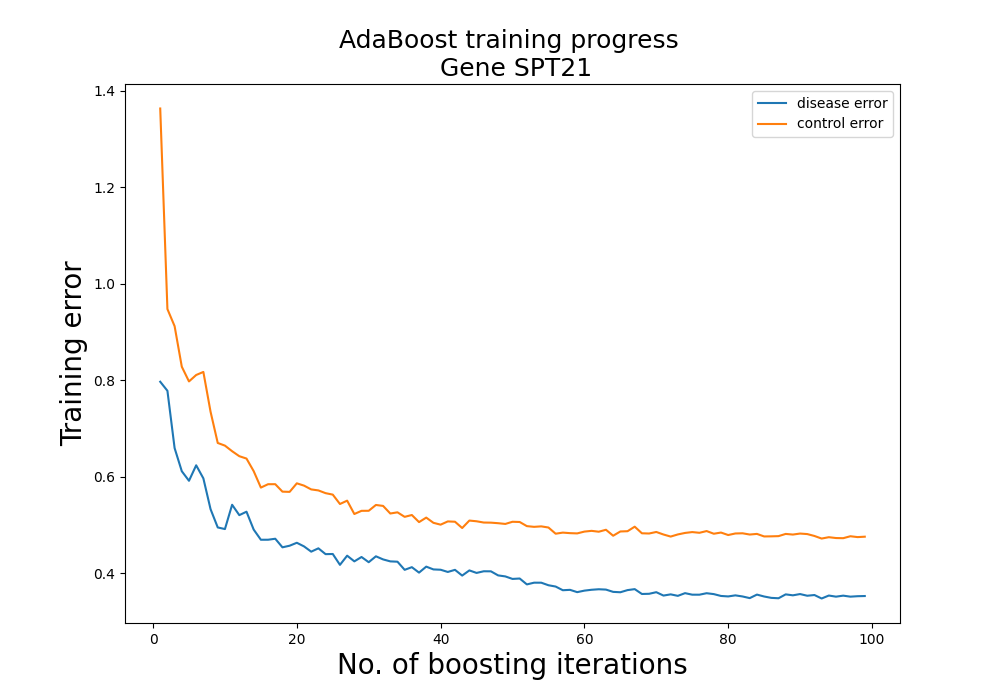 AdaBoost training progress
Gene SPT21
disease error
control error
Training error
1.4
1.2
1.0
0.8
0.6
0.4
0 20 40 60 80 100
No. of boosting iterations